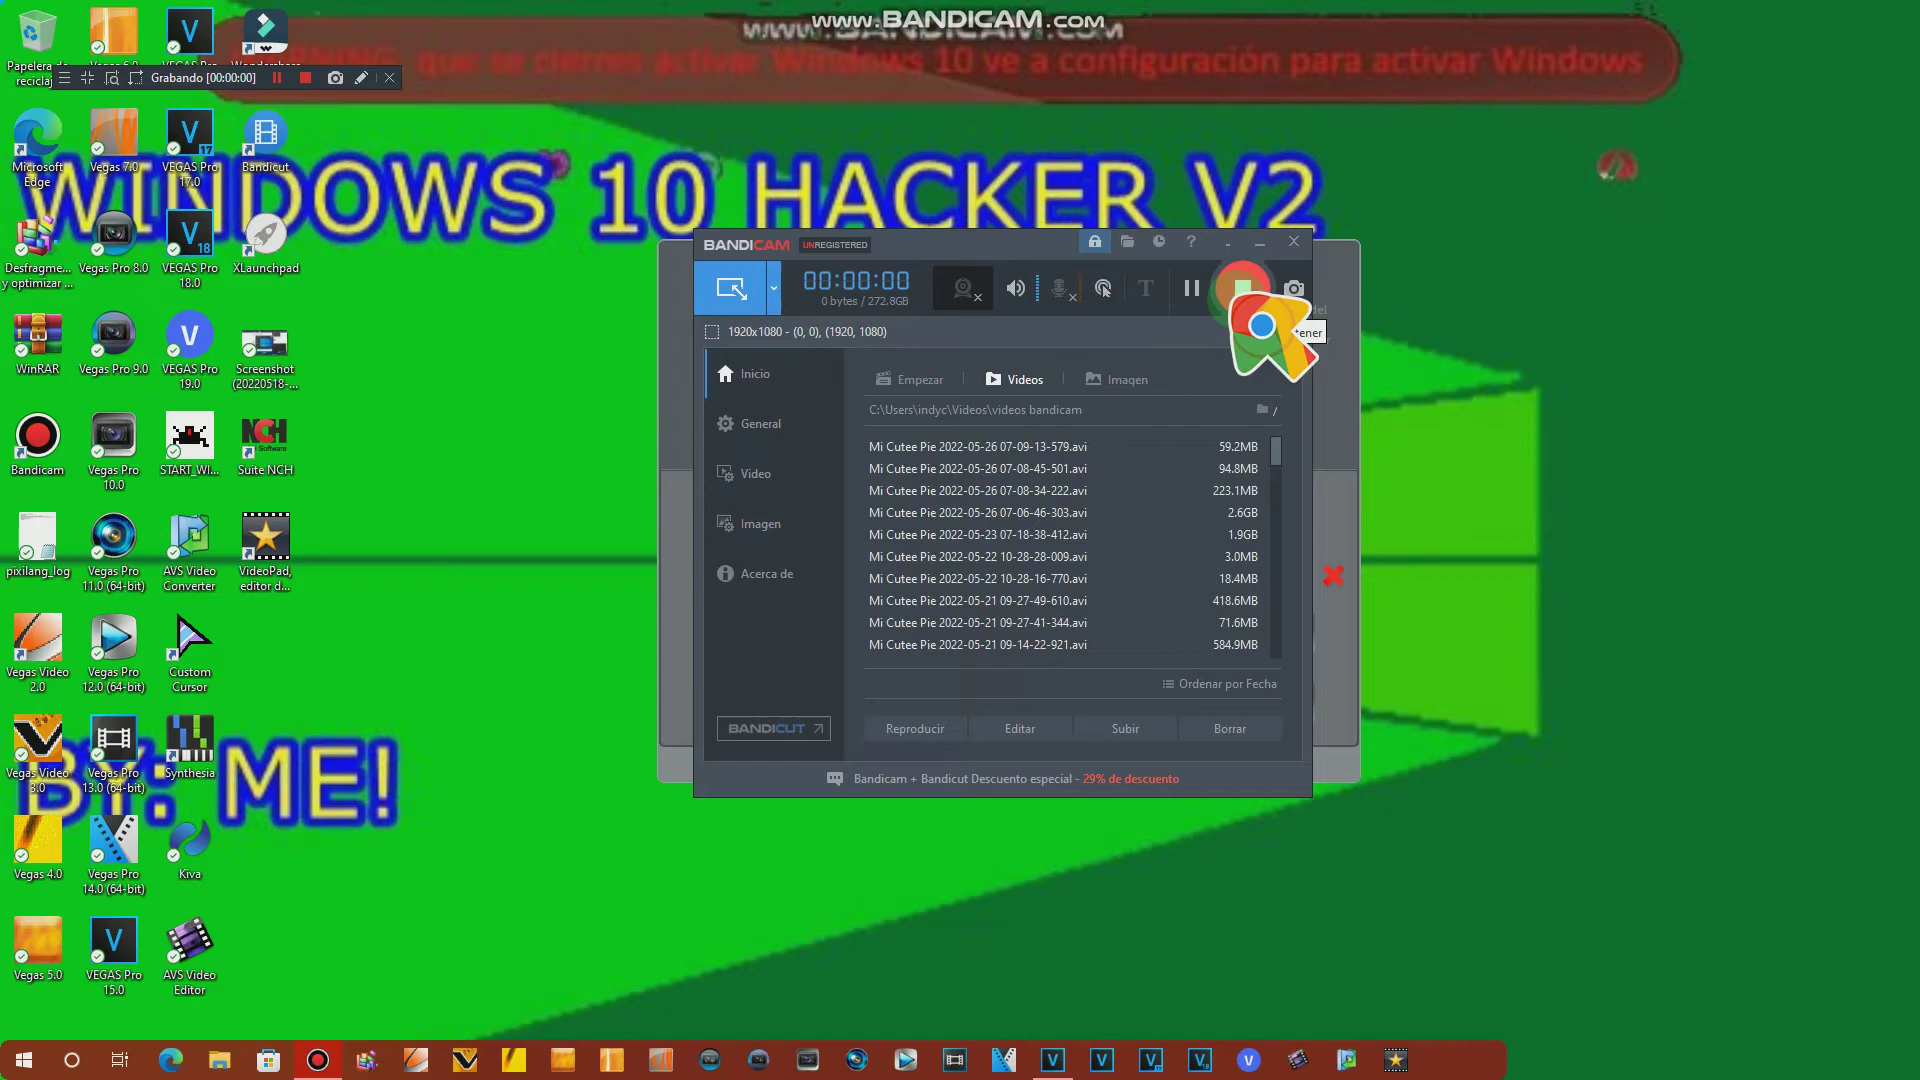 www.BANDICAM.com
www.BANDICAM.com
que se cierre activar Windows 10 ve a configuración para activar Windows
WINDOWS 10 HACKER V2
BY: ME!
Papelera de
reciclaj
Grabando [00:00:00]
Microsoft
Edge
Vegas 7.0
VEGAS Pro
17.0
Bandicut
Desfragme...
y optimizar ...
Vegas Pro 8.0
VEGAS Pro
18.0
XLaunchpad
WinRAR
Vegas Pro 9.0
VEGAS Pro
19.0
Screenshot
(20220518-...
Bandicam
Vegas Pro
10.0
START_WI...
Suite NCH
pixilang_log
Vegas Pro
11.0 (64-bit)
AVS Video
Converter
VideoPad,
editor d...
Vegas Video
2.0
Vegas Pro
12.0 (64-bit)
Custom
Cursor
Vegas Video
3.0
Vegas Pro
13.0 (64-bit)
Synthesia
Vegas 4.0
Vegas Pro
14.0 (64-bit)
Kiva
Vegas 5.0
VEGAS Pro
15.0
AVS Video
Editor
BANDICAM UNREGISTERED
00:00:00
0 bytes / 272.8GB
1920x1080 - (0, 0), (1920, 1080)
tener
Inicio
General
Video
Imagen
Acerca de
BANDICUT
Empezar
Videos
Imagen
C:\Users\indyc\Videos\videos bandicam
Mi Cutee Pie 2022-05-26 07-09-13-579.avi 59.2MB
Mi Cutee Pie 2022-05-26 07-08-45-501.avi 94.8MB
Mi Cutee Pie 2022-05-26 07-08-34-222.avi 223.1MB
Mi Cutee Pie 2022-05-26 07-06-46-303.avi 2.6GB
Mi Cutee Pie 2022-05-23 07-18-38-412.avi 1.9GB
Mi Cutee Pie 2022-05-22 10-28-28-009.avi 3.0MB
Mi Cutee Pie 2022-05-22 10-28-16-770.avi 18.4MB
Mi Cutee Pie 2022-05-21 09-27-49-610.avi 418.6MB
Mi Cutee Pie 2022-05-21 09-27-41-344.avi 71.6MB
Mi Cutee Pie 2022-05-21 09-14-22-921.avi 584.9MB
Ordenar por Fecha
Reproducir
Editar
Subir
Borrar
Bandicam + Bandicut Descuento especial - 29% de descuento